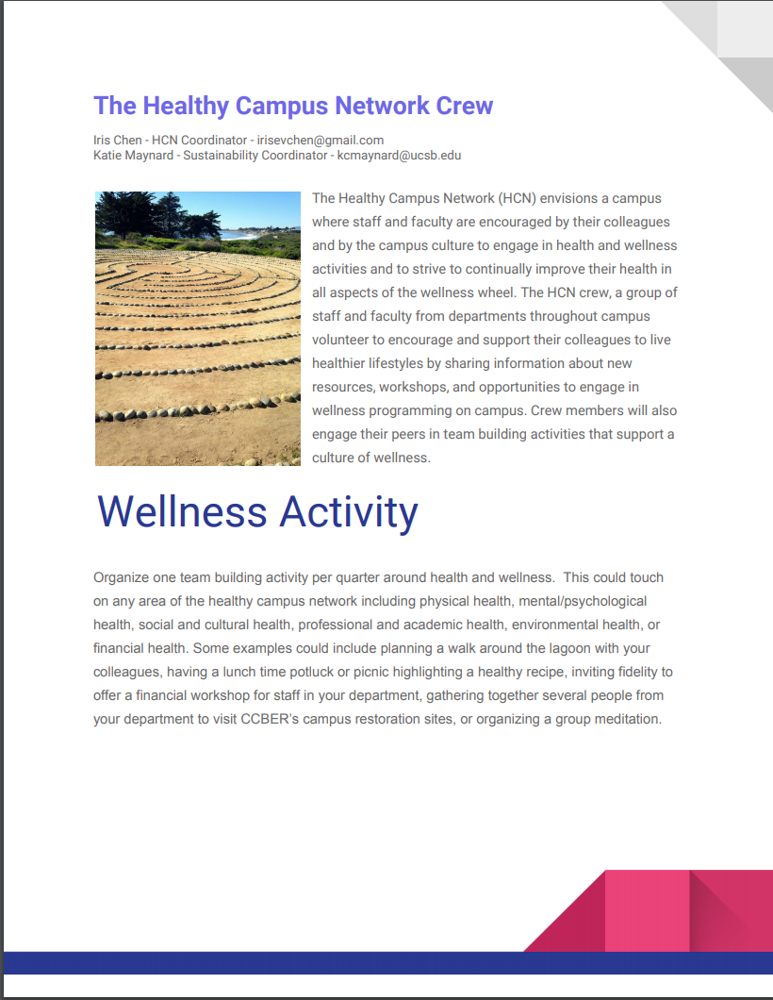 The Healthy Campus Network Crew
Iris Chen - HCN Coordinator - irisevchen@gmail.com
Katie Maynard - Sustainability Coordinator - kcmaynard@ucsb.edu
The Healthy Campus Network (HCN) envisions a campus
where staff and faculty are encouraged by their colleagues
and by the campus culture to engage in health and wellness
activities and to strive to continually improve their health in
all aspects of the wellness wheel. The HCN crew, a group of
staff and faculty from departments throughout campus
volunteer to encourage and support their colleagues to live
healthier lifestyles by sharing information about new
resources, workshops, and opportunities to engage in
wellness programming on campus. Crew members will also
engage their peers in team building activities that support a
culture of wellness.
Wellness Activity
Organize one team building activity per quarter around health and wellness.  This could touch
on any area of the healthy campus network including physical health, mental/psychological
health, social and cultural health, professional and academic health, environmental health, or
financial health. Some examples could include planning a walk around the lagoon with your
colleagues, having a lunch time potluck or picnic highlighting a healthy recipe, inviting fidelity to
offer a financial workshop for staff in your department, gathering together several people from
your department to visit CCBER's campus restoration sites, or organizing a group meditation.